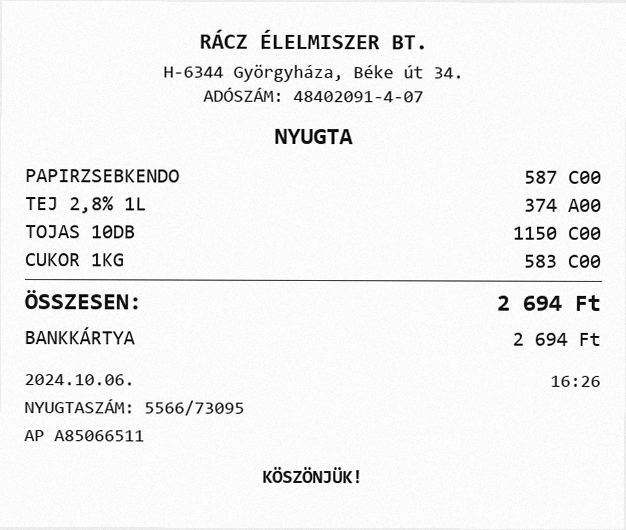 RÁCZ ÉLELMISZER BT.
H-6344 Györgyháza, Béke út 34.
ADÓSZÁM: 48402091-4-07
NYUGTA
PAPIRZSEBKENDO 587 C00
TEJ 2,8% 1L 374 A00
TOJAS 10DB 1150 C00
CUKOR 1KG 583 C00
ÖSSZESEN: 2 694 Ft
BANKKÁRTYA 2 694 Ft
2024.10.06. 16:26
NYUGTASZÁM: 5566/73095
AP A85066511
KÖSZÖNJÜK!